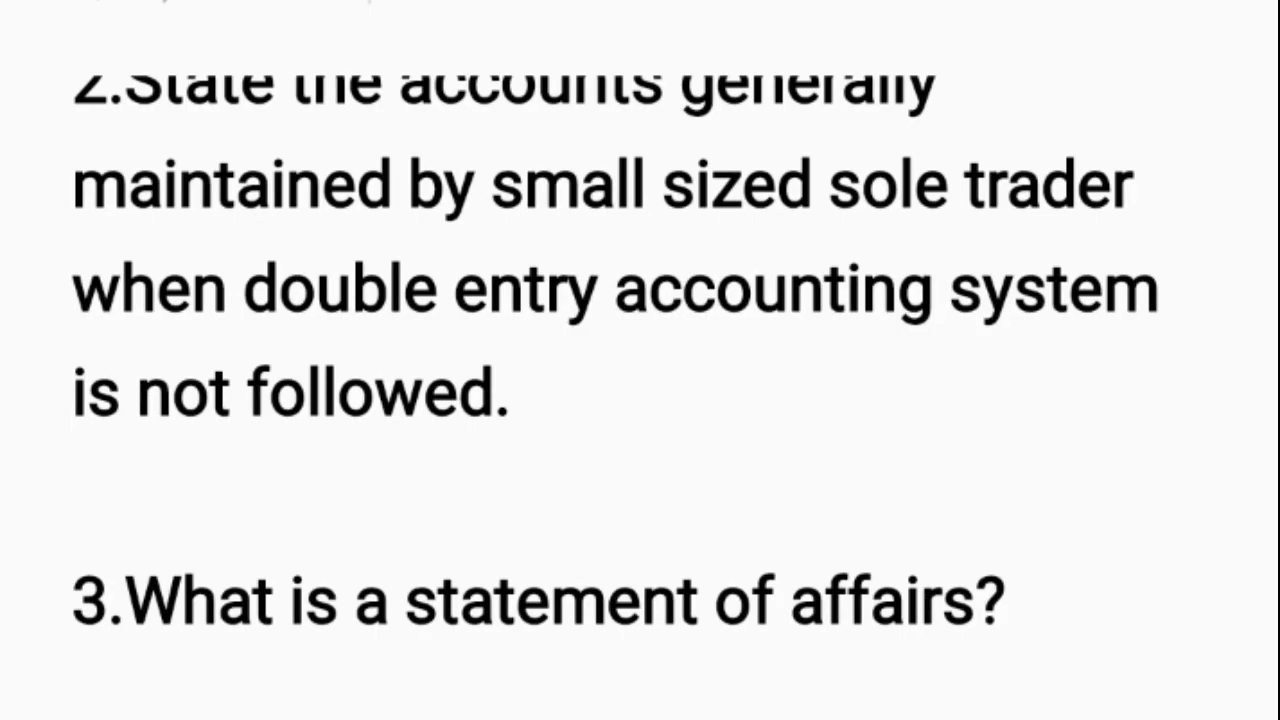 2.State the accounts generally
maintained by small sized sole trader
when double entry accounting system
is not followed.
3.What is a statement of affairs?